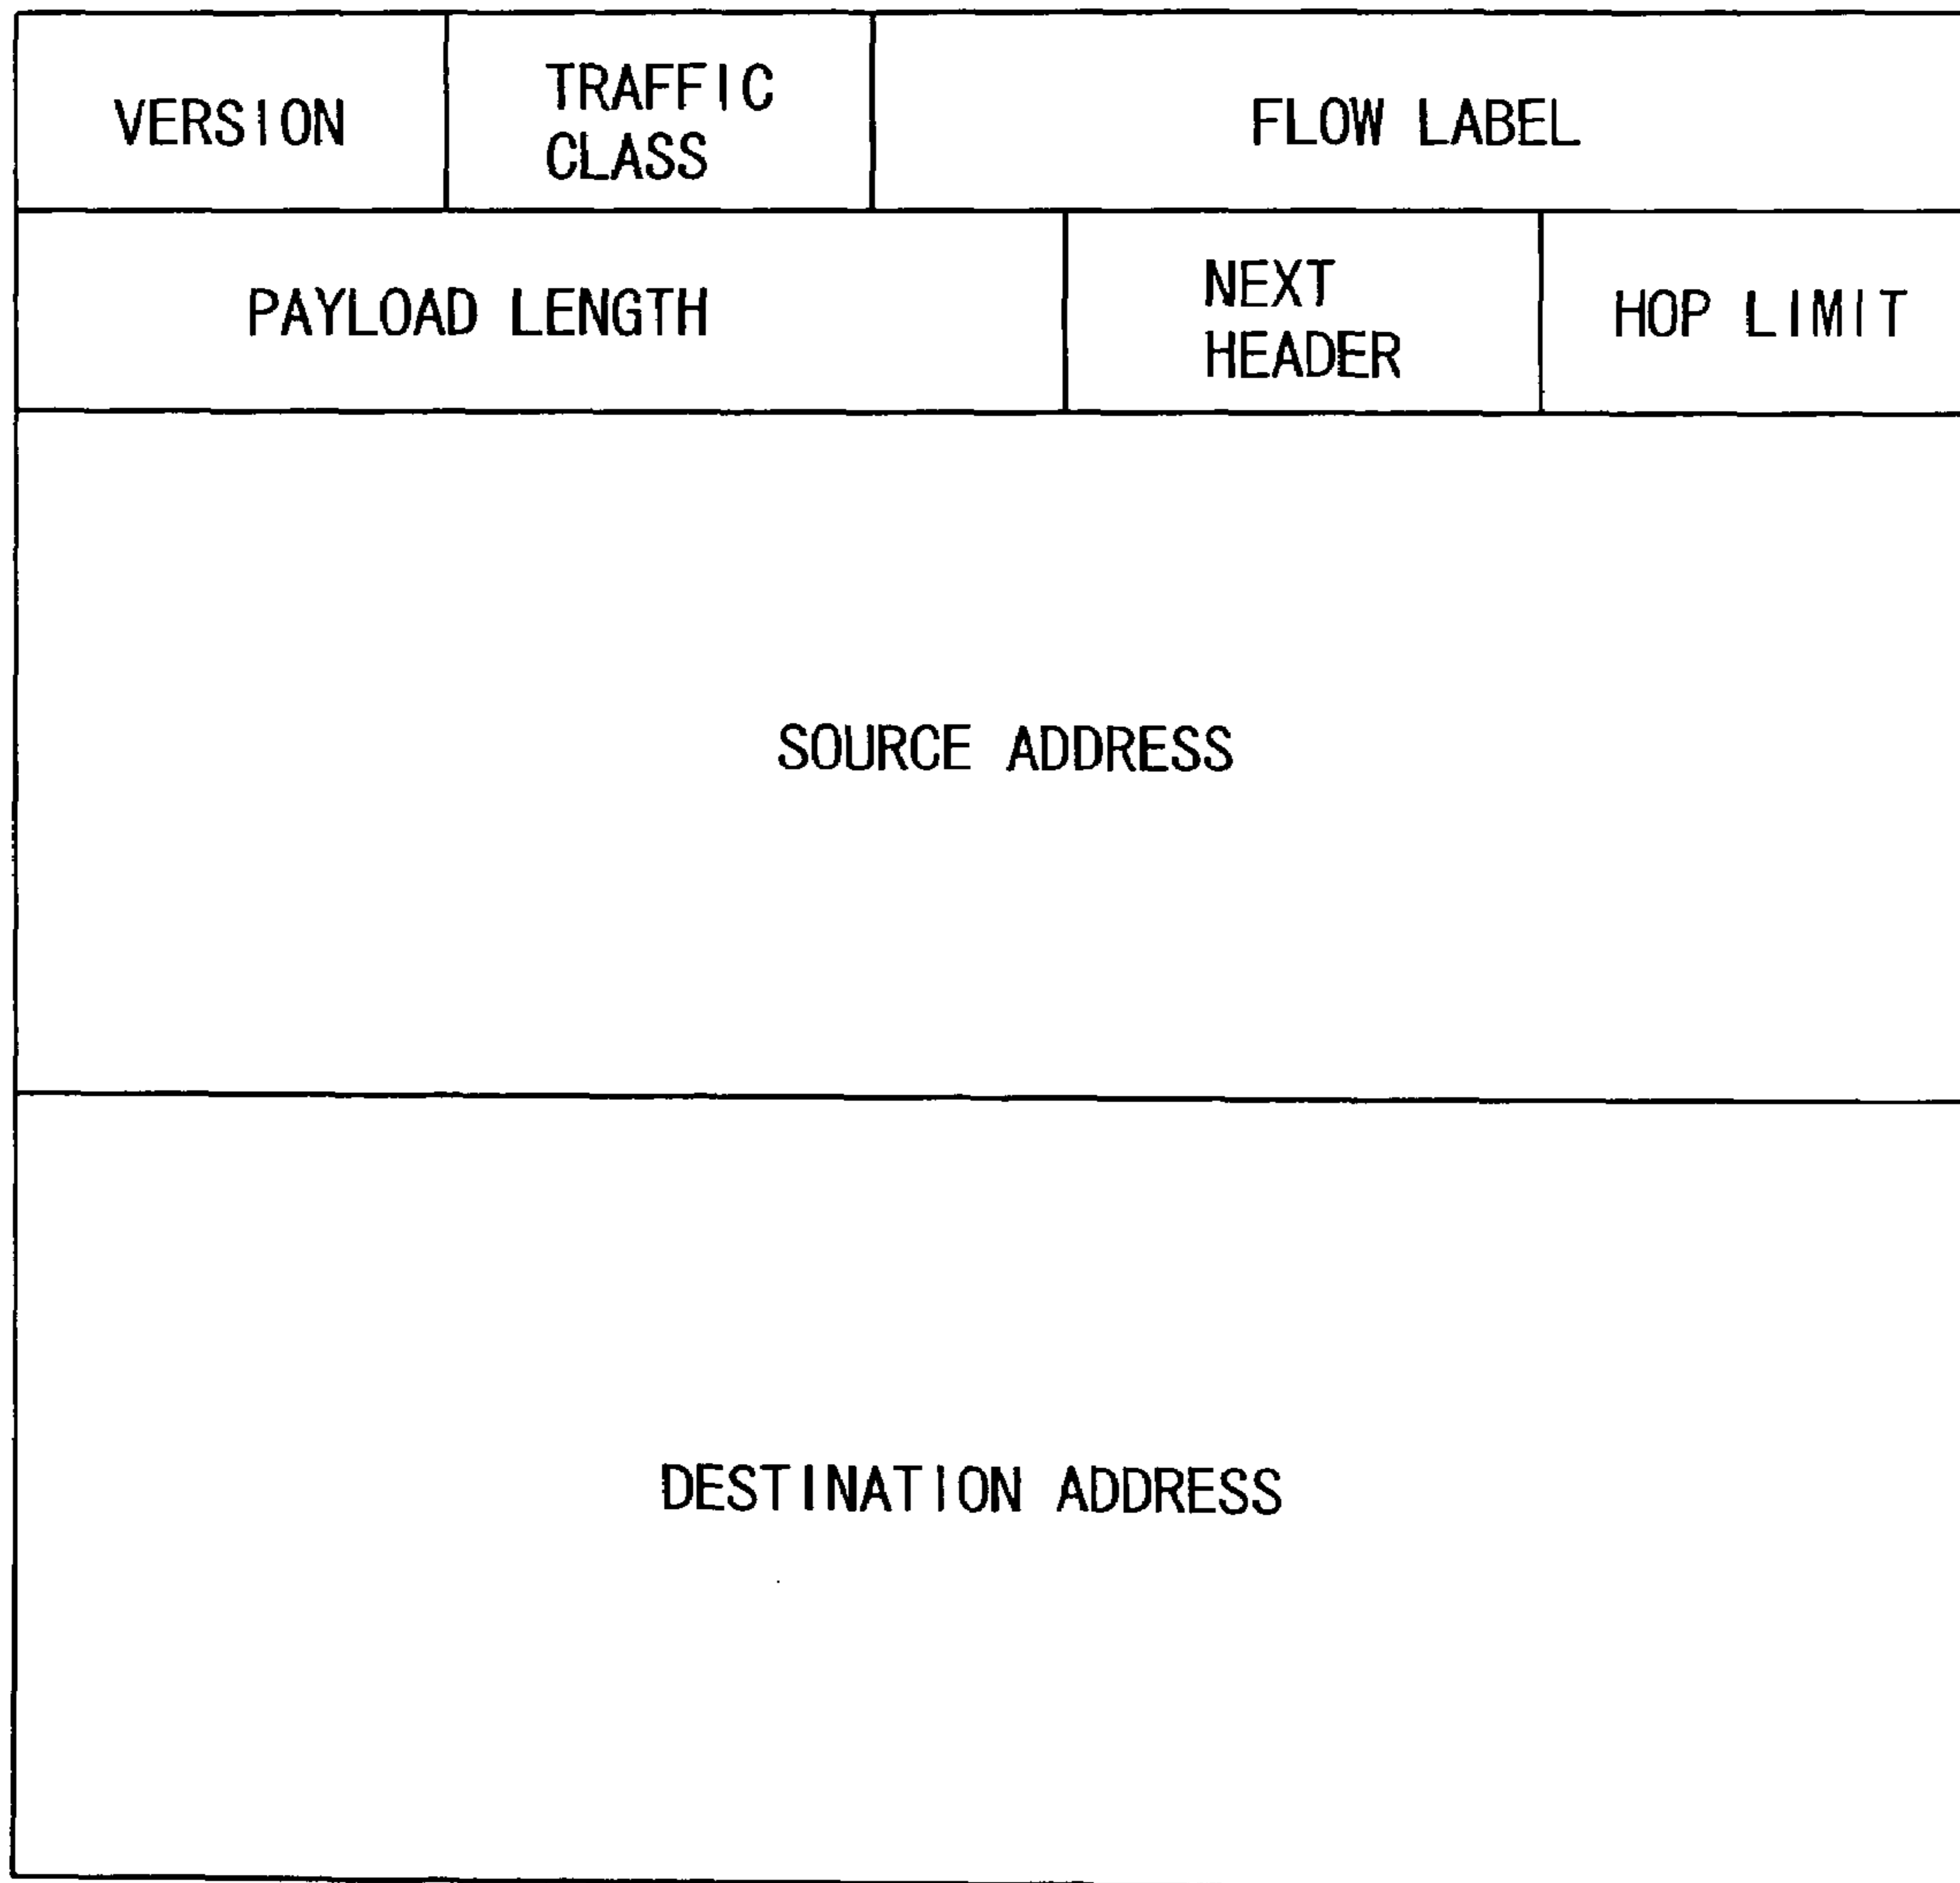 VERSION
TRAFFIC
CLASS
FLOW LABEL
PAYLOAD LENGTH
NEXT
HEADER
HOP LIMIT
SOURCE ADDRESS
DESTINATION ADDRESS